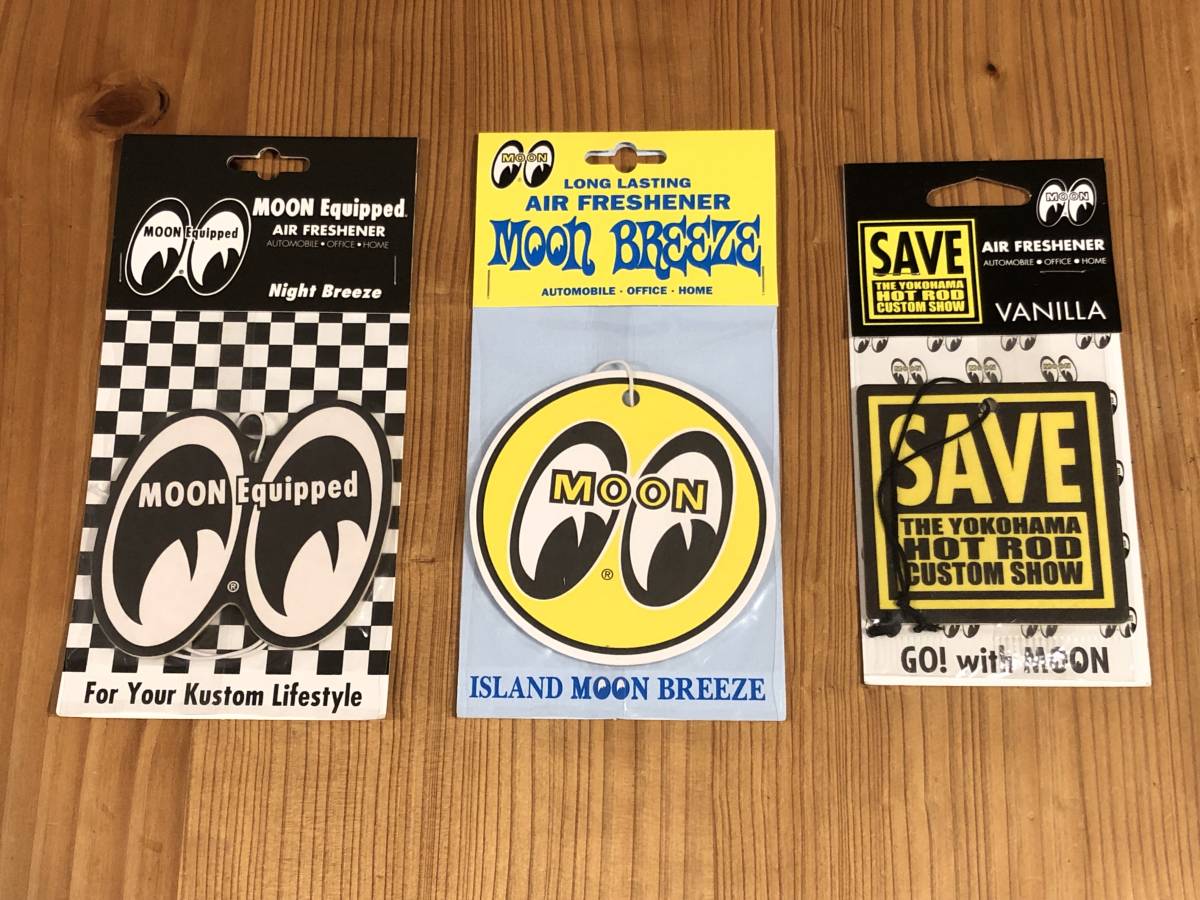 MOON Equipped
MOON Equipped
AIR FRESHENER
AUTOMOBILE • OFFICE • HOME
®
Night Breeze
MOON Equipped
®
For Your Kustom Lifestyle
MOON
LONG LASTING
AIR FRESHENER
MOON BREEZE
AUTOMOBILE · OFFICE · HOME
MOON
®
ISLAND MOON BREEZE
MOON
SAVE
THE YOKOHAMA
HOT ROD
CUSTOM SHOW
AIR FRESHENER
AUTOMOBILE • OFFICE • HOME
VANILLA
SAVE
THE YOKOHAMA
HOT ROD
CUSTOM SHOW
GO! with MOON